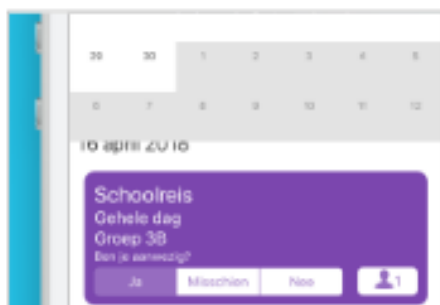 29 30 1 2 3 4 5
6 7 8 9 10 11 12
16 april 2018
Schoolreis
Gehele dag
Groep 3B
Ben je aanwezig?
Ja Misschien Nee 1